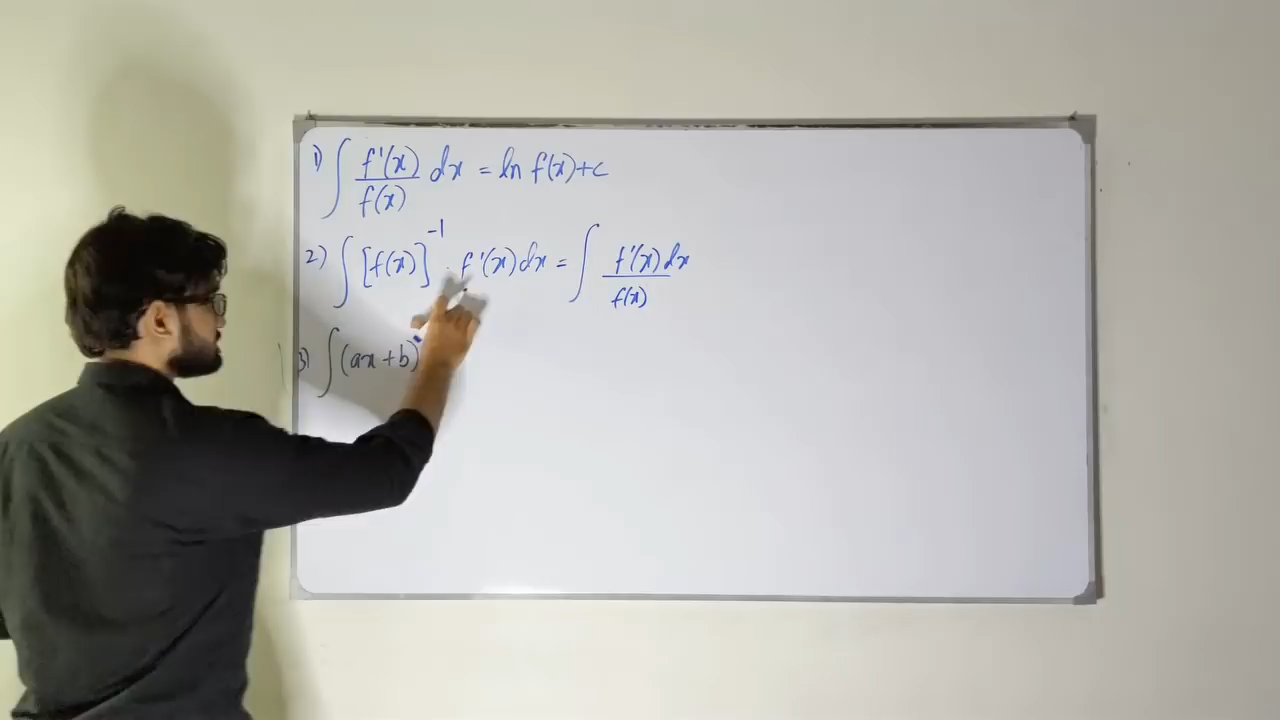 1) ∫ f'(x)/f(x) dx = ln f(x)+c
2) ∫ [f(x)]⁻¹ · f'(x) dx = ∫ f'(x) dx / f(x)
3) ∫ (ax+b)